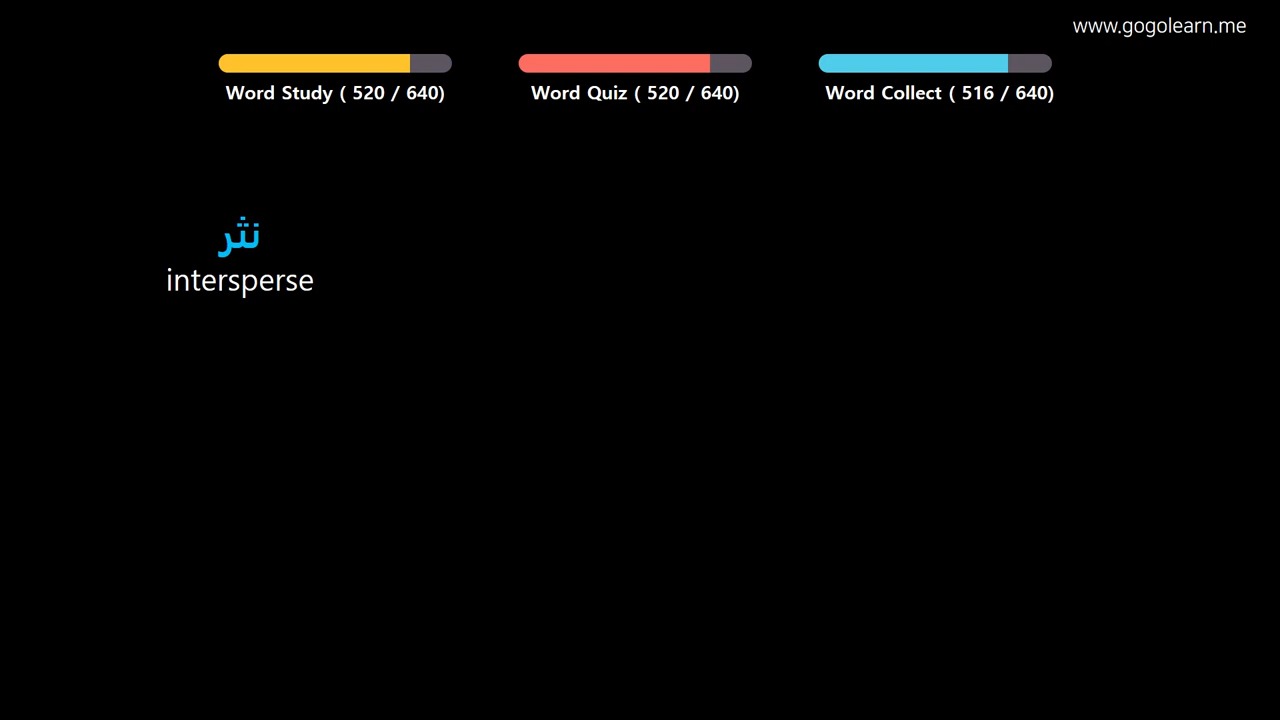 www.gogolearn.me
Word Study ( 520 / 640)
Word Quiz ( 520 / 640)
Word Collect ( 516 / 640)
نثر
intersperse